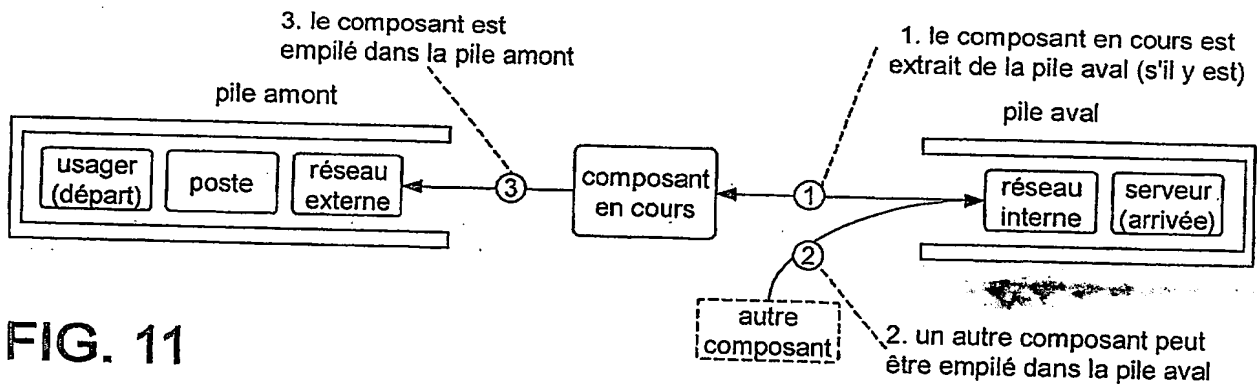 3. le composant est
empilé dans la pile amont
1. le composant en cours est
extrait de la pile aval (s'il y est)
pile amont
pile aval
usager
(départ)
poste
réseau
externe
3
composant
en cours
1
réseau
interne
serveur
(arrivée)
2
autre
composant
2. un autre composant peut
être empilé dans la pile aval
FIG. 11